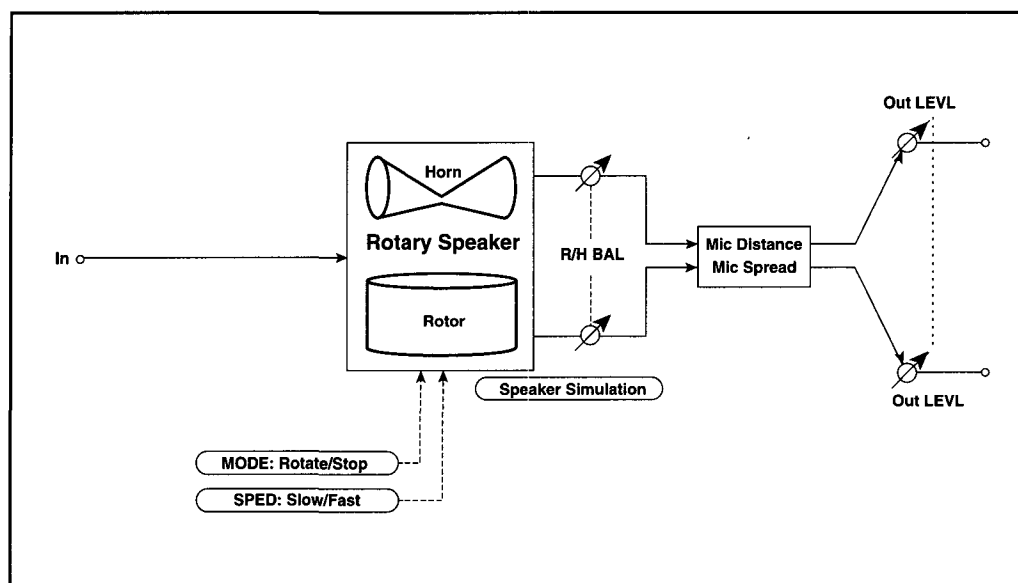 Out LEVL
Horn
Rotary Speaker
In
R/H BAL
Mic Distance
Mic Spread
Rotor
Speaker Simulation
Out LEVL
MODE: Rotate/Stop
SPED: Slow/Fast